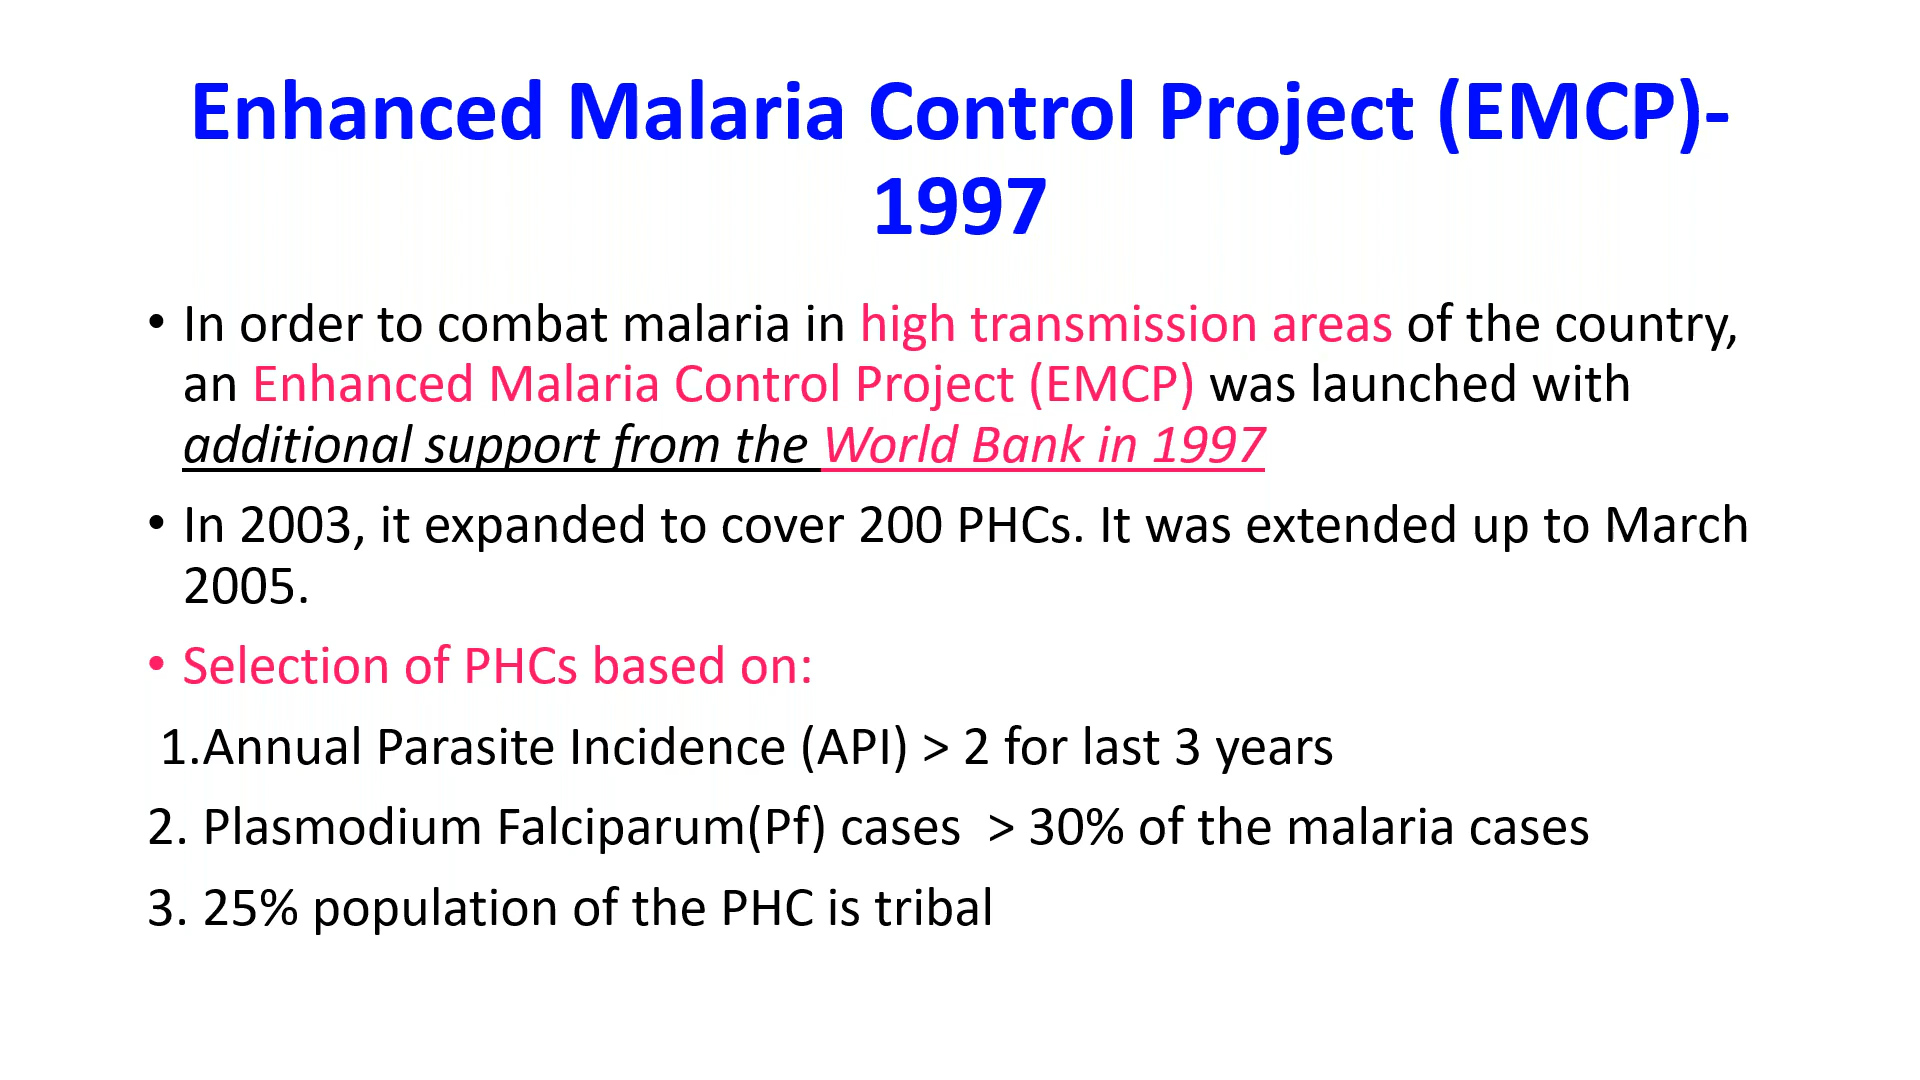 Enhanced Malaria Control Project (EMCP)-
1997
• In order to combat malaria in high transmission areas of the country,
an Enhanced Malaria Control Project (EMCP) was launched with
additional support from the World Bank in 1997
• In 2003, it expanded to cover 200 PHCs. It was extended up to March
2005.
• Selection of PHCs based on:
1.Annual Parasite Incidence (API) > 2 for last 3 years
2. Plasmodium Falciparum(Pf) cases  > 30% of the malaria cases
3. 25% population of the PHC is tribal